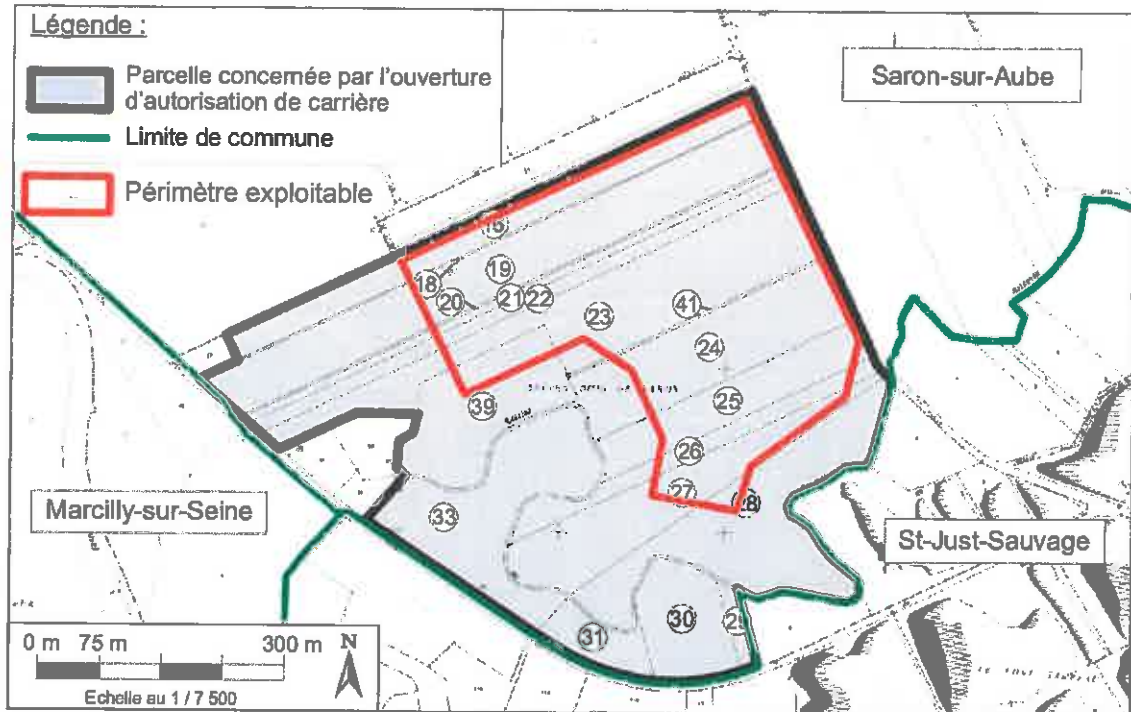 Légende :
Parcelle concernée par l'ouverture
d'autorisation de carrière
Limite de commune
Périmètre exploitable
Saron-sur-Aube
18
19
20
21
22
23
41
24
25
39
26
27
28
33
Marcilly-sur-Seine
St-Just-Sauvage
30
29
31
0 m 75 m 300 m N
Echelle au 1 / 7 500